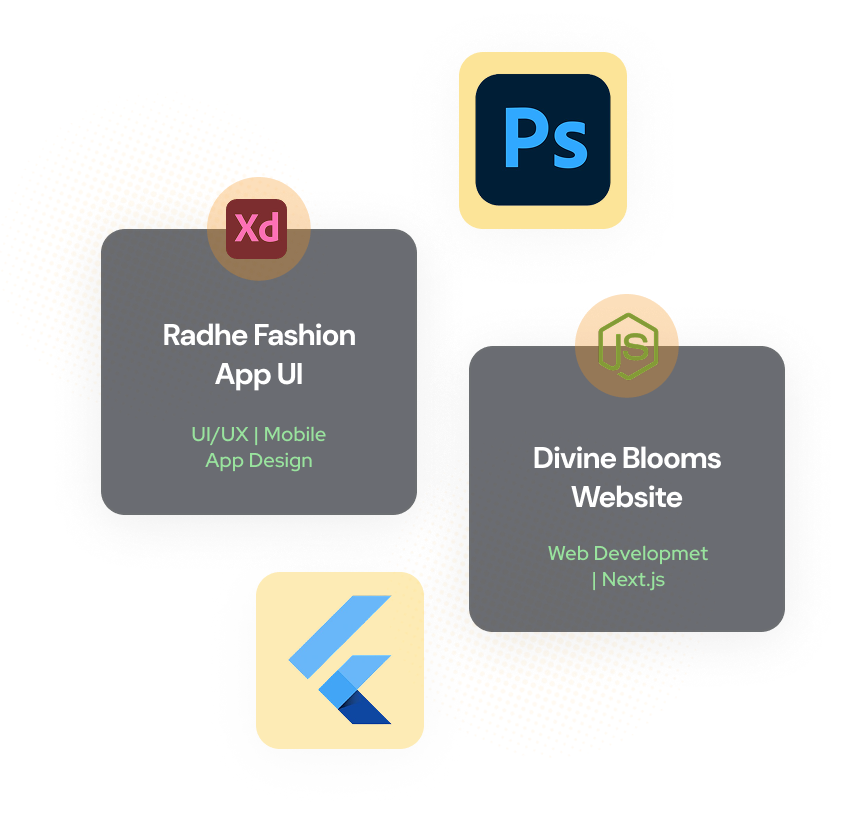 Ps
Xd
Radhe Fashion
App UI
UI/UX | Mobile
App Design
JS
Divine Blooms
Website
Web Developmet
| Next.js